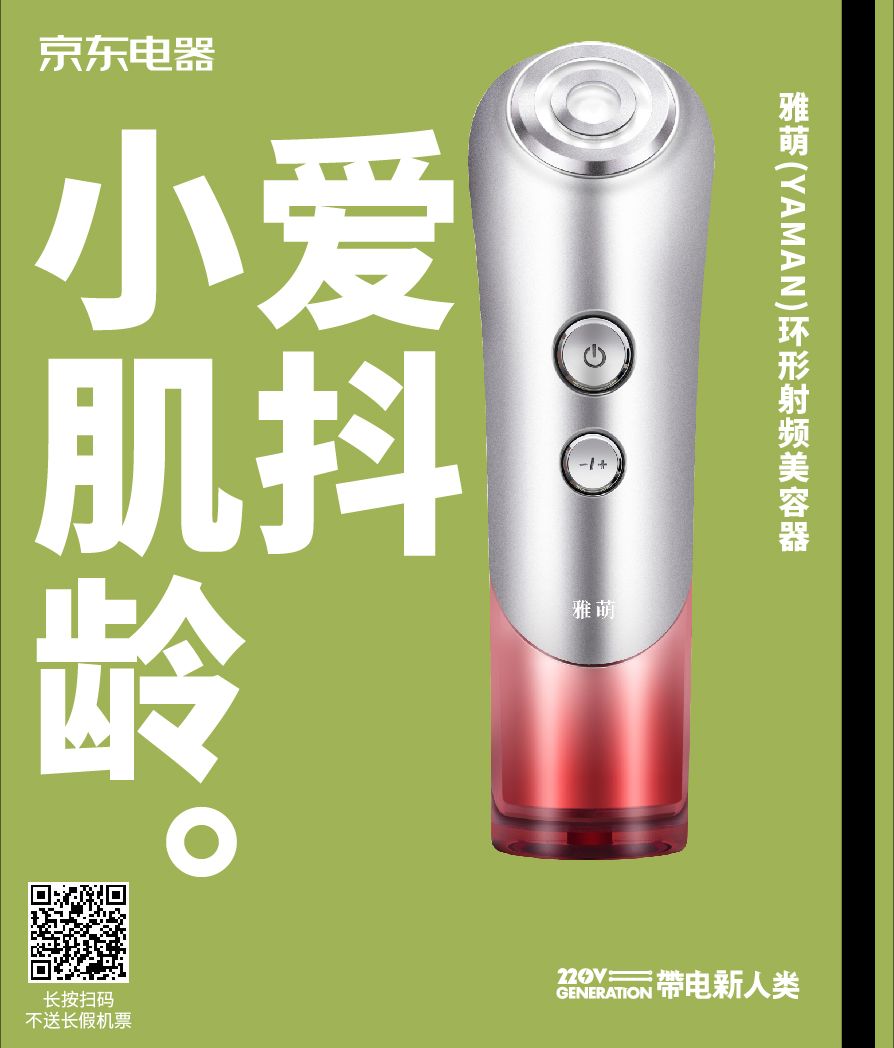 京东电器
爱抖
小肌龄。
雅萌(YAMAN)环形射频美容器
-/+
雅萌
长按扫码
不送长假机票
220V
GENERATION
帶电新人类